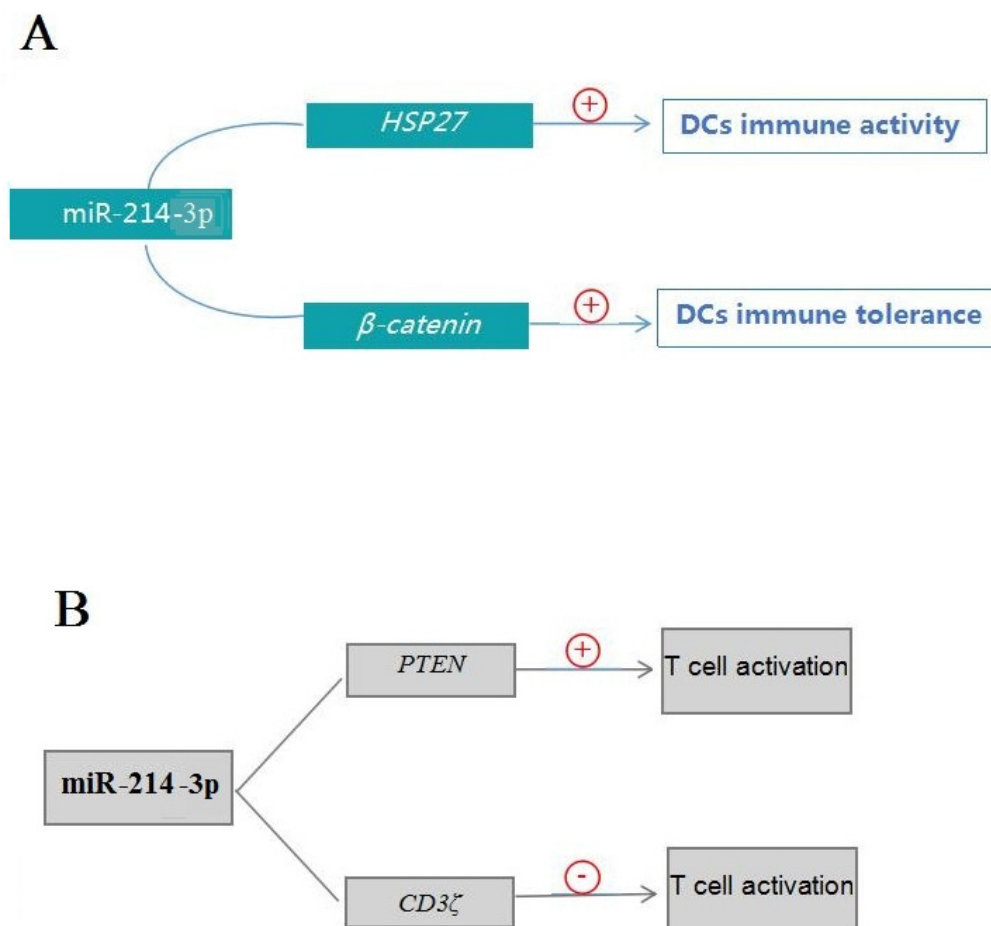 A
HSP27
+
DCs immune activity
miR-214-3p
β-catenin
+
DCs immune tolerance
B
PTEN
+
T cell activation
miR-214-3p
CD3ζ
-
T cell activation